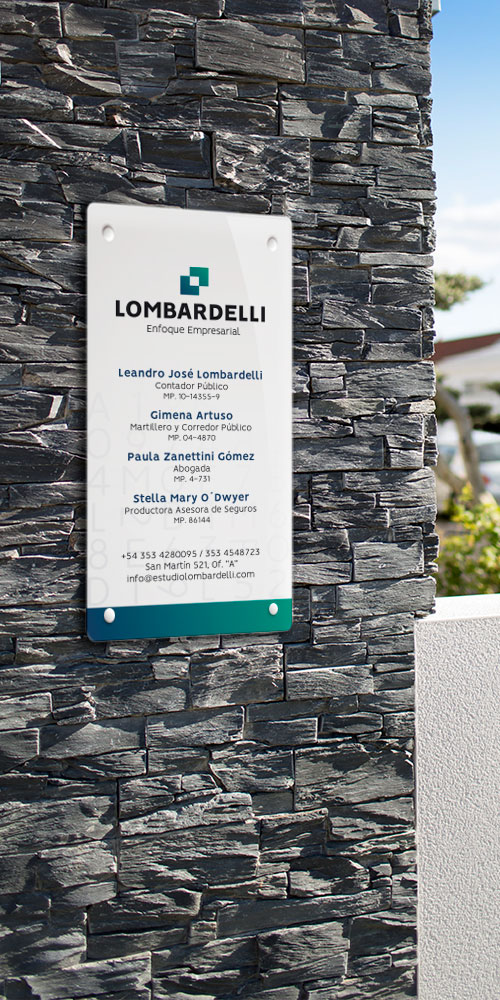 LOMBARDELLI
Enfoque Empresarial
Leandro José Lombardelli
Contador Público
MP. 10-14355-9
Gimena Artuso
Martillero y Corredor Público
MP. 04-4870
Paula Zanettini Gómez
Abogada
MP. 4-731
Stella Mary O´Dwyer
Productora Asesora de Seguros
MP. 86144
+54 353 4280095 / 353 4548723
San Martín 521, Of. "A"
info@estudiolombardelli.com